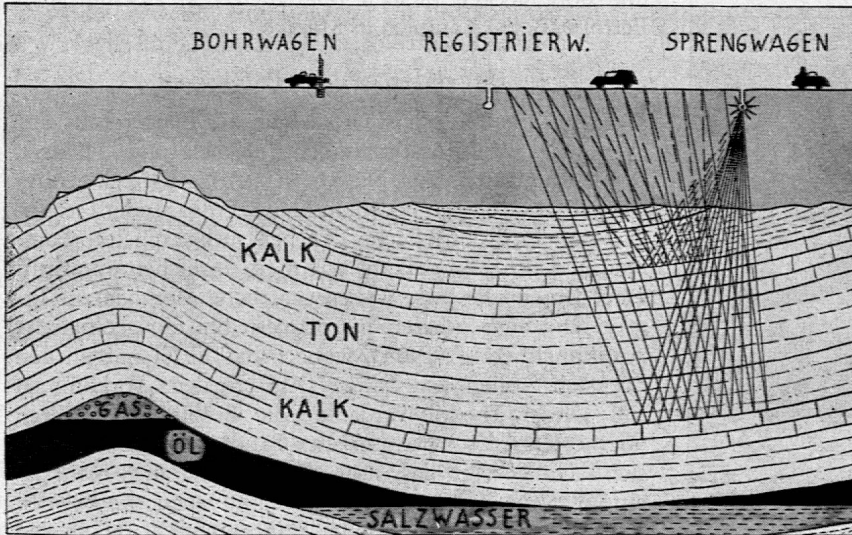 BOHRWAGEN REGISTRIERW. SPRENGWAGEN
KALK
TON
KALK
GAS
ÖL
SALZWASSER